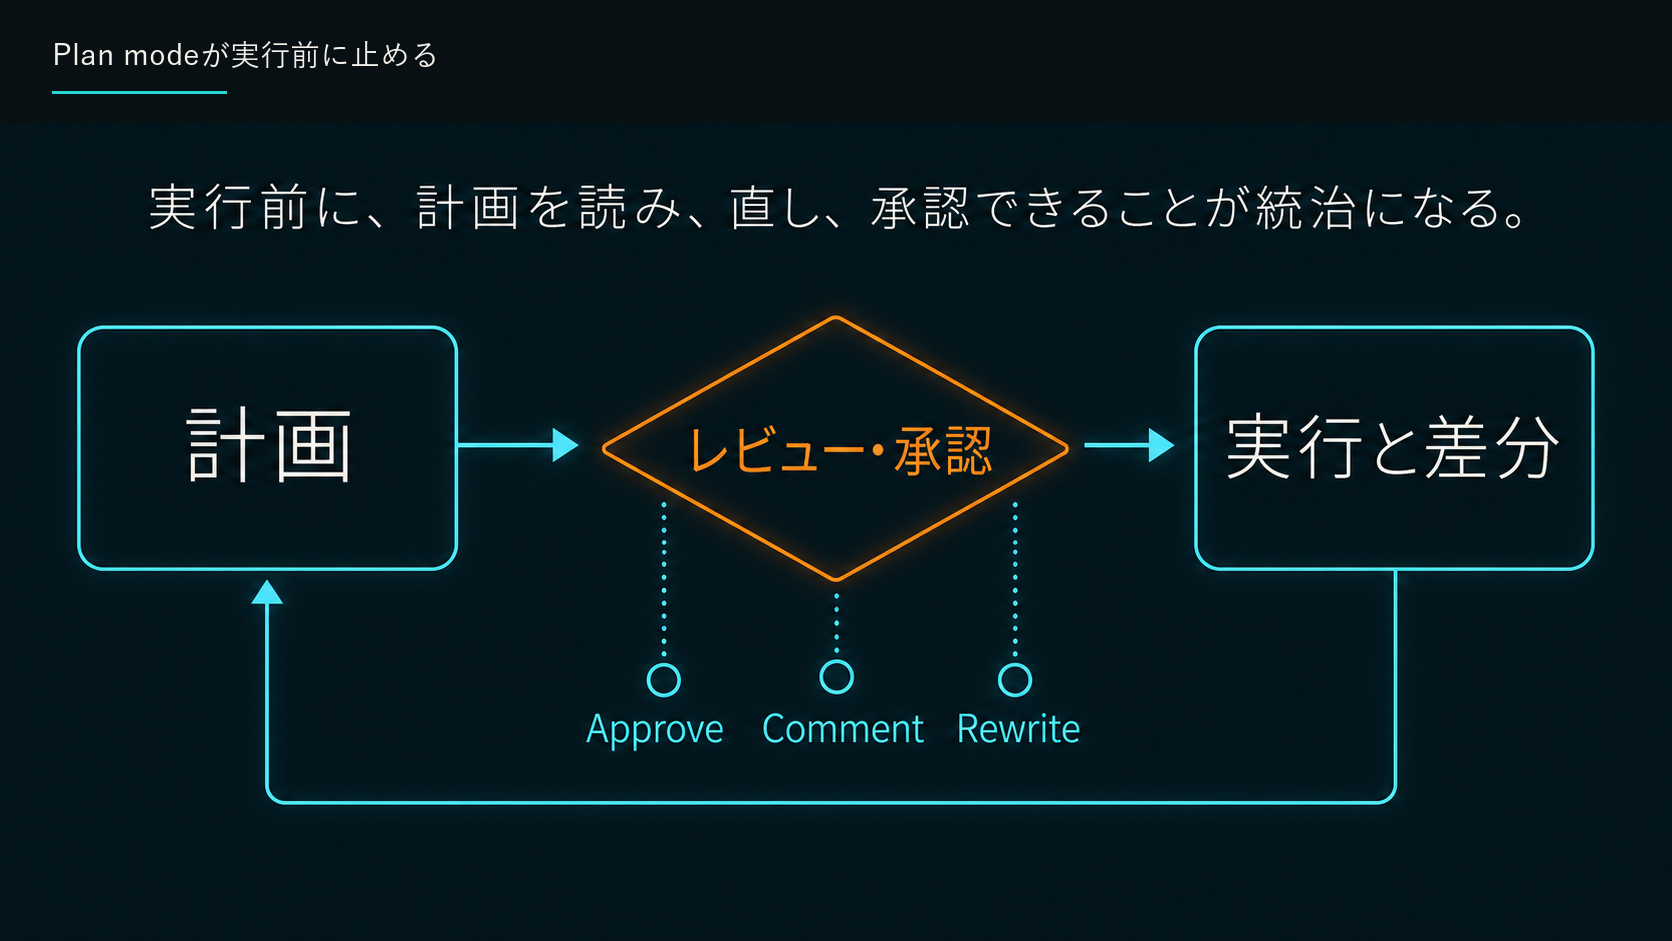 Plan modeが実行前に止める
実行前に、計画を読み、直し、承認できることが統治になる。
計画
レビュー・承認
実行と差分
Approve
Comment
Rewrite